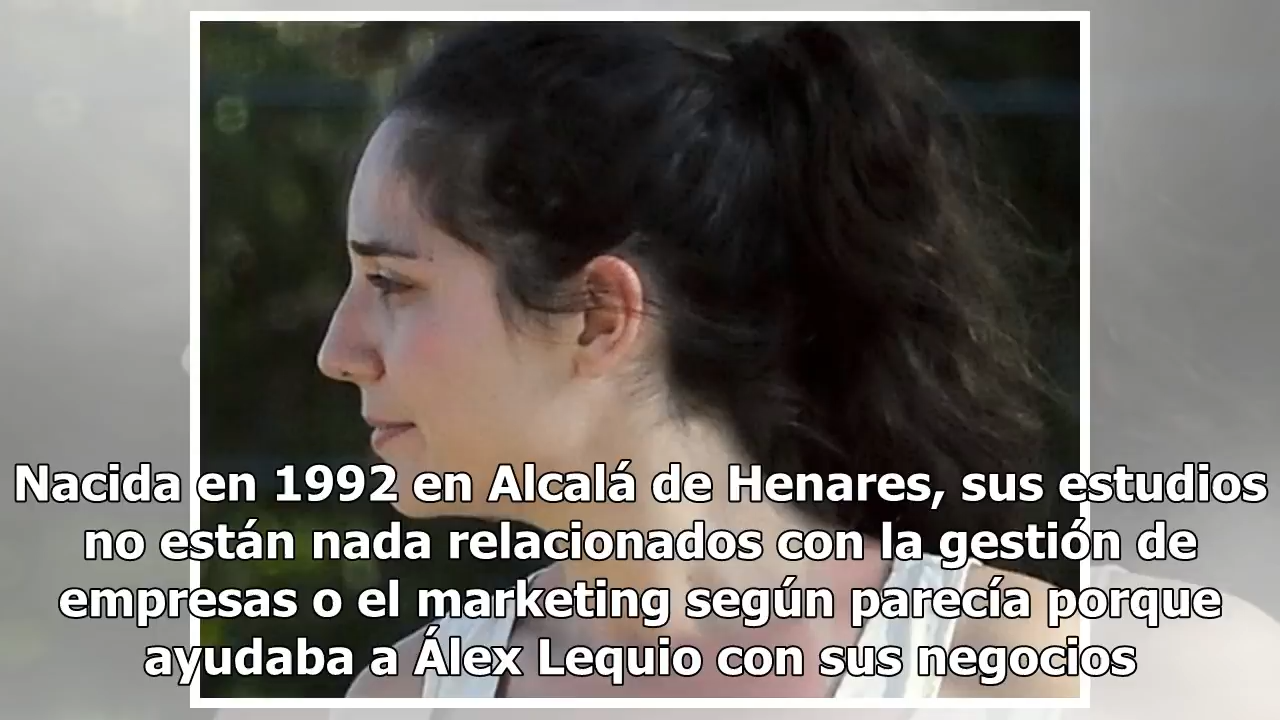 Nacida en 1992 en Alcalá de Henares, sus estudios
no están nada relacionados con la gestión de
empresas o el marketing según parecía porque
ayudaba a Álex Lequio con sus negocios